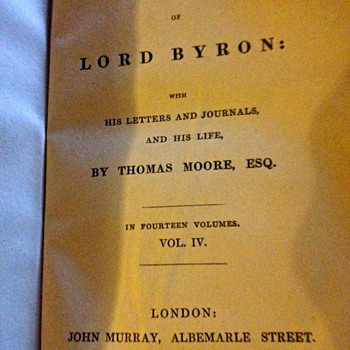 OF
LORD BYRON:
WITH
HIS LETTERS AND JOURNALS,
AND HIS LIFE,
BY THOMAS MOORE, ESQ.
IN FOURTEEN VOLUMES.
VOL. IV.
LONDON:
JOHN MURRAY, ALBEMARLE STREET.